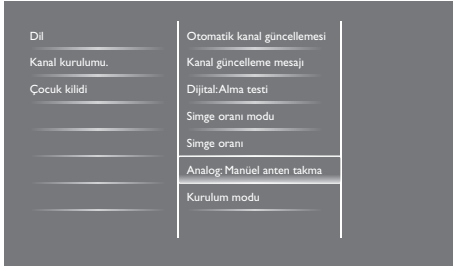 Dil
Kanal kurulumu.
Çocuk kilidi
Otomatik kanal güncellemesi
Kanal güncelleme mesajı
Dijital:Alma testi
Simge oranı modu
Simge oranı
Analog: Manüel anten takma
Kurulum modu